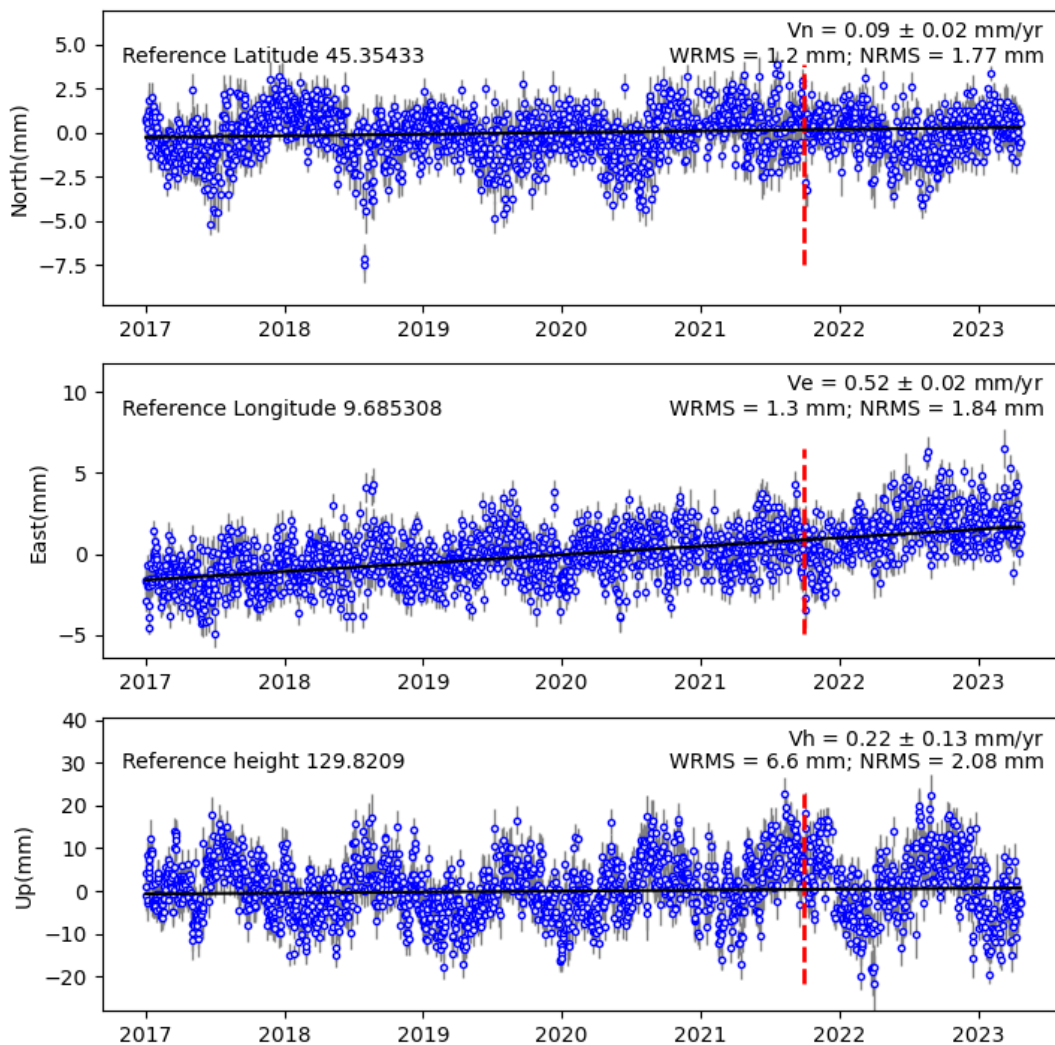 Vn = 0.09 ± 0.02 mm/yr
Reference Latitude 45.35433
WRMS = 1.2 mm; NRMS = 1.77 mm
North(mm)
5.0
2.5
0.0
−2.5
−5.0
−7.5
2017 2018 2019 2020 2021 2022 2023
Ve = 0.52 ± 0.02 mm/yr
Reference Longitude 9.685308
WRMS = 1.3 mm; NRMS = 1.84 mm
East(mm)
10
5
0
−5
2017 2018 2019 2020 2021 2022 2023
Vh = 0.22 ± 0.13 mm/yr
Reference height 129.8209
WRMS = 6.6 mm; NRMS = 2.08 mm
Up(mm)
40
30
20
10
0
−10
−20
2017 2018 2019 2020 2021 2022 2023